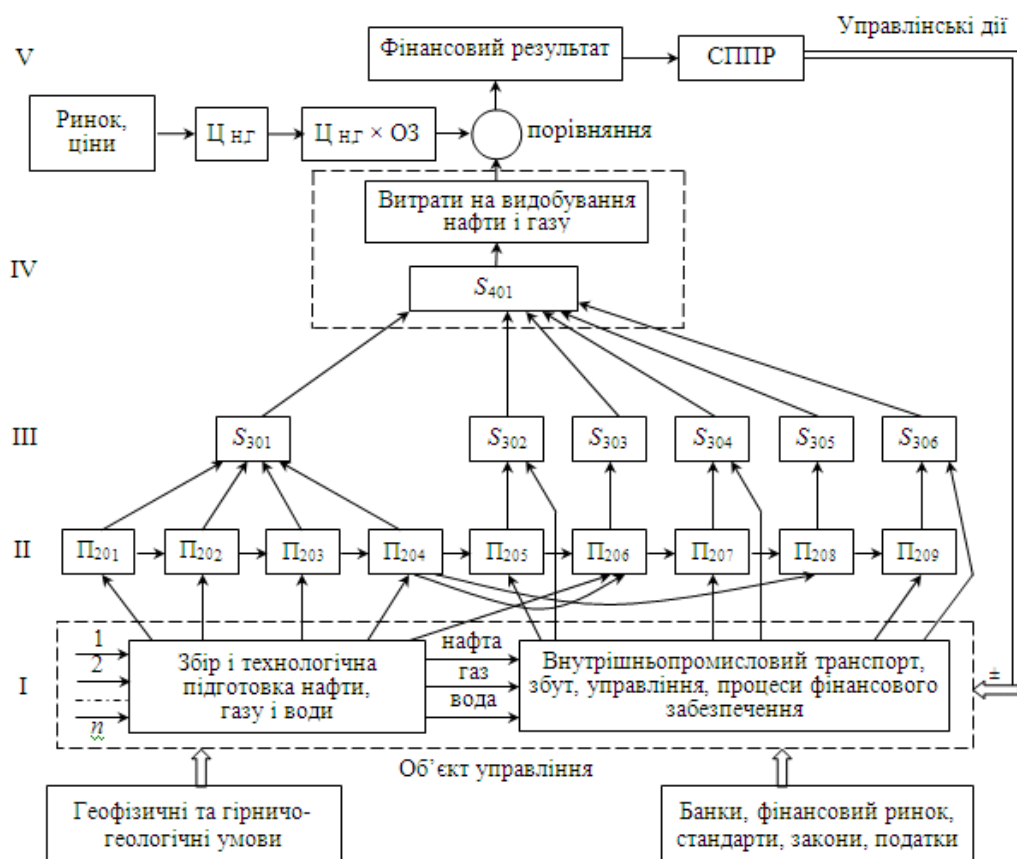 Управлінські дії
V
Фінансовий результат
СППР
Ринок,
ціни
Ц н,г
Ц н,г × ОЗ
порівняння
Витрати на видобування
нафти і газу
IV
S401
III
S301
S302
S303
S304
S305
S306
II
П201
П202
П203
П204
П205
П206
П207
П208
П209
I
1
2
n
Збір і технологічна
підготовка нафти,
газу і води
нафта
газ
вода
Внутрішньопромисловий транспорт,
збут, управління, процеси фінансового
забезпечення
±
Об’єкт управління
Геофізичні та гірничо-
геологічні умови
Банки, фінансовий ринок,
стандарти, закони, податки